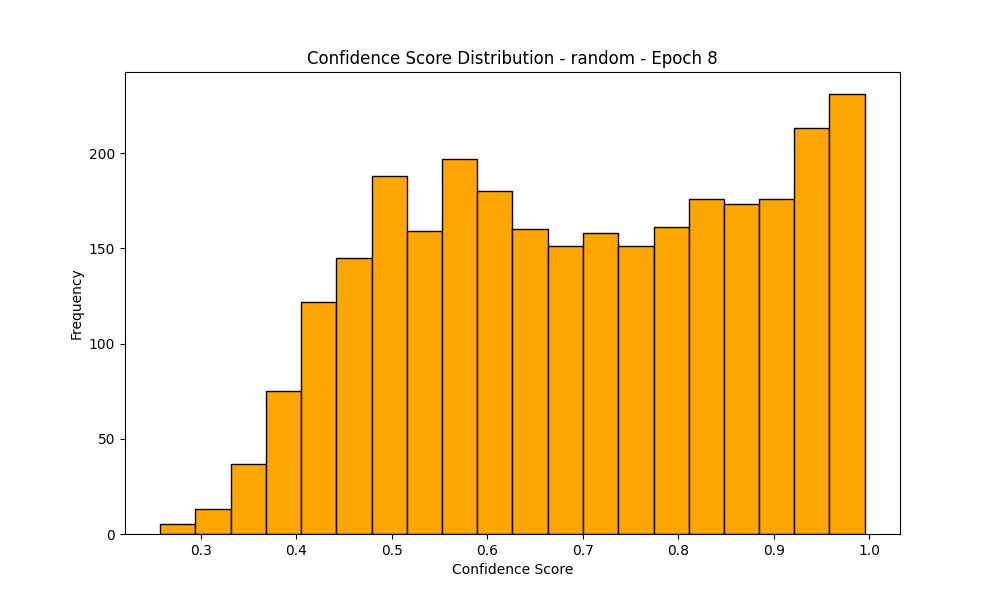 Confidence Score Distribution - random - Epoch 8
Frequency
200
150
100
50
0
0.3 0.4 0.5 0.6 0.7 0.8 0.9 1.0
Confidence Score